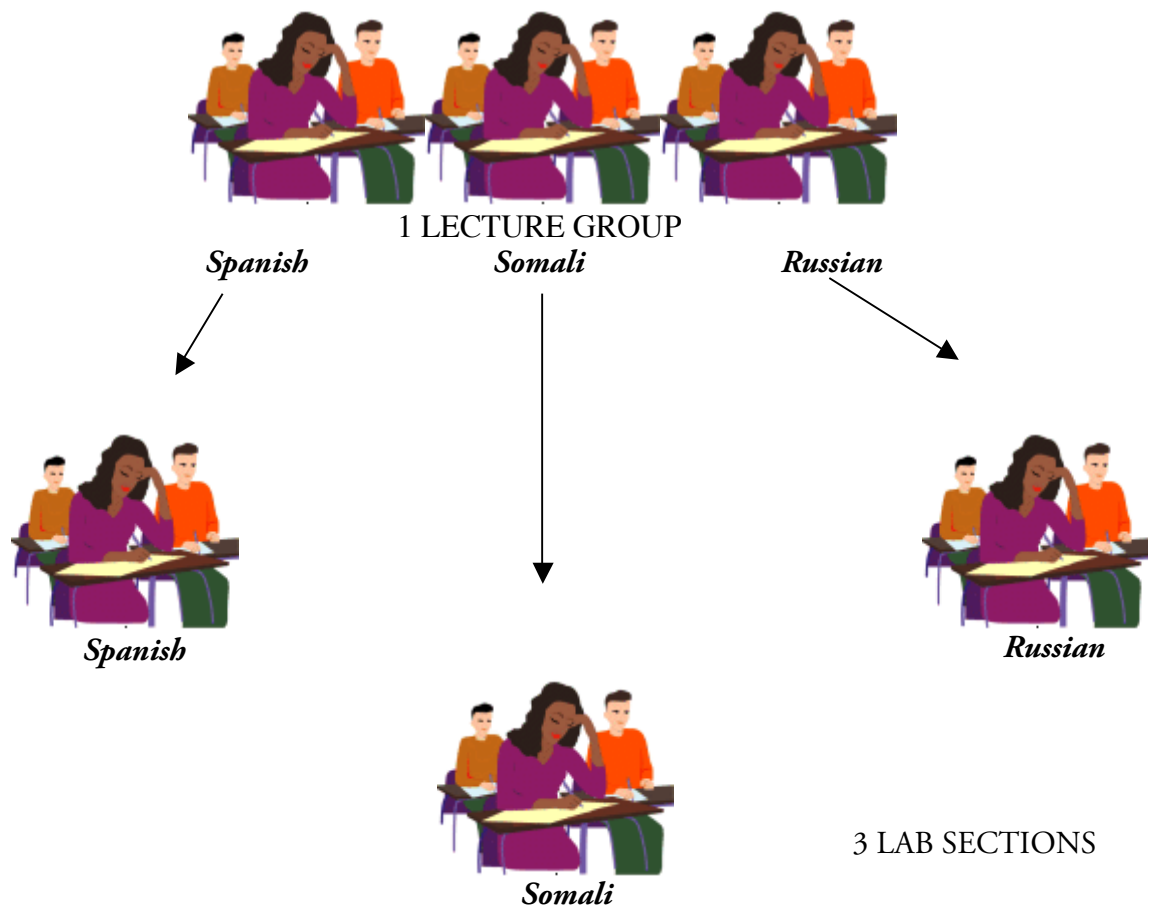 1 LECTURE GROUP
Spanish Somali Russian
Spanish
Russian
3 LAB SECTIONS
Somali